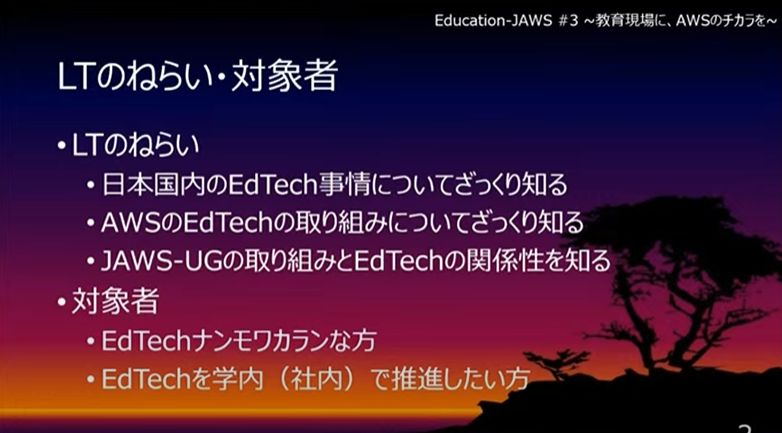 Education-JAWS #3 ~教育現場に、AWSのチカラを~
LTのねらい・対象者
•LTのねらい
•日本国内のEdTech事情についてざっくり知る
•AWSのEdTechの取り組みについてざっくり知る
•JAWS-UGの取り組みとEdTechの関係性を知る
•対象者
•EdTechナンモワカランな方
•EdTechを学内（社内）で推進したい方